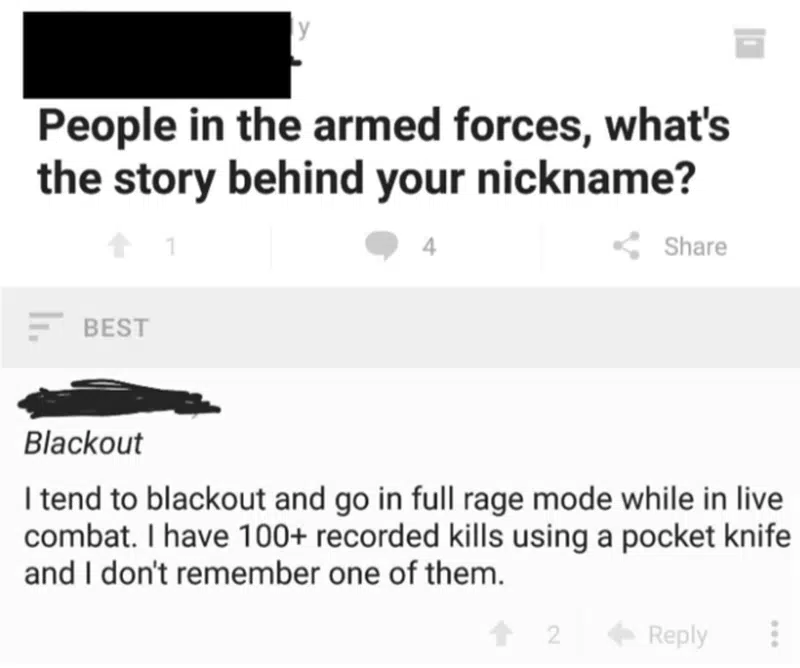 y
People in the armed forces, what's
the story behind your nickname?
1
4
Share
BEST
Blackout
I tend to blackout and go in full rage mode while in live
combat. I have 100+ recorded kills using a pocket knife
and I don't remember one of them.
2
Reply